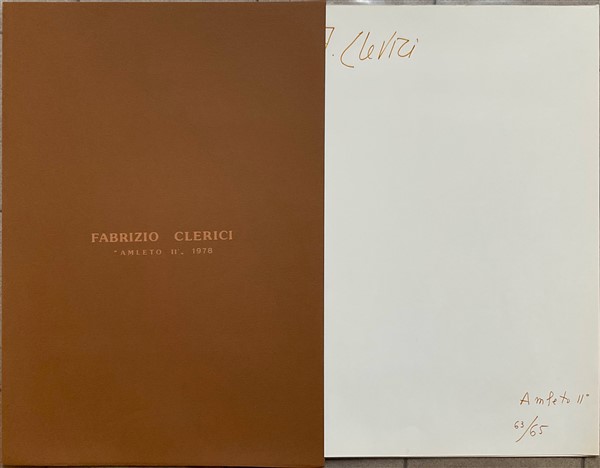 FABRIZIO CLERICI
"AMLETO II", 1978
F. Clerici
Amleto II°
63/65